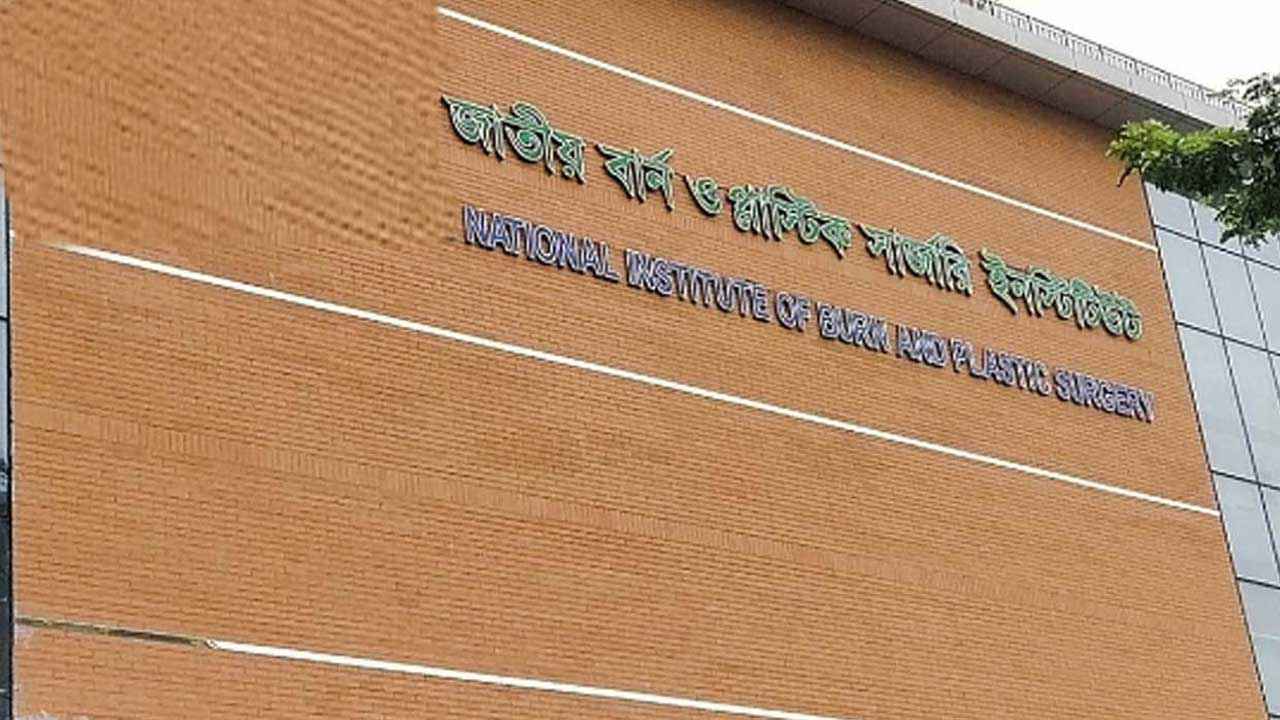 জাতীয় বার্ন ও প্লাস্টিক সার্জারি ইনস্টিটিউট
NATIONAL INSTITUTE OF BURN AND PLASTIC SURGERY